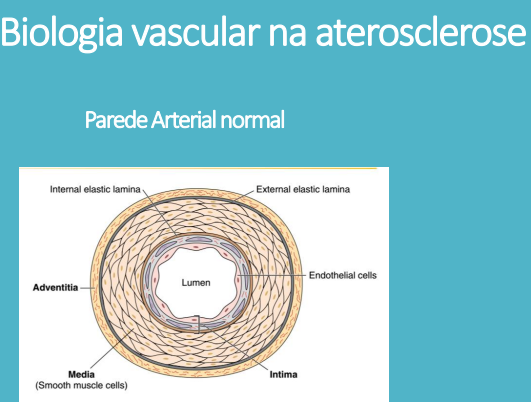 Biologia vascular na aterosclerose
Parede Arterial normal
Internal elastic lamina
External elastic lamina
Lumen
Endothelial cells
Adventitia
Media
(Smooth muscle cells)
Intima